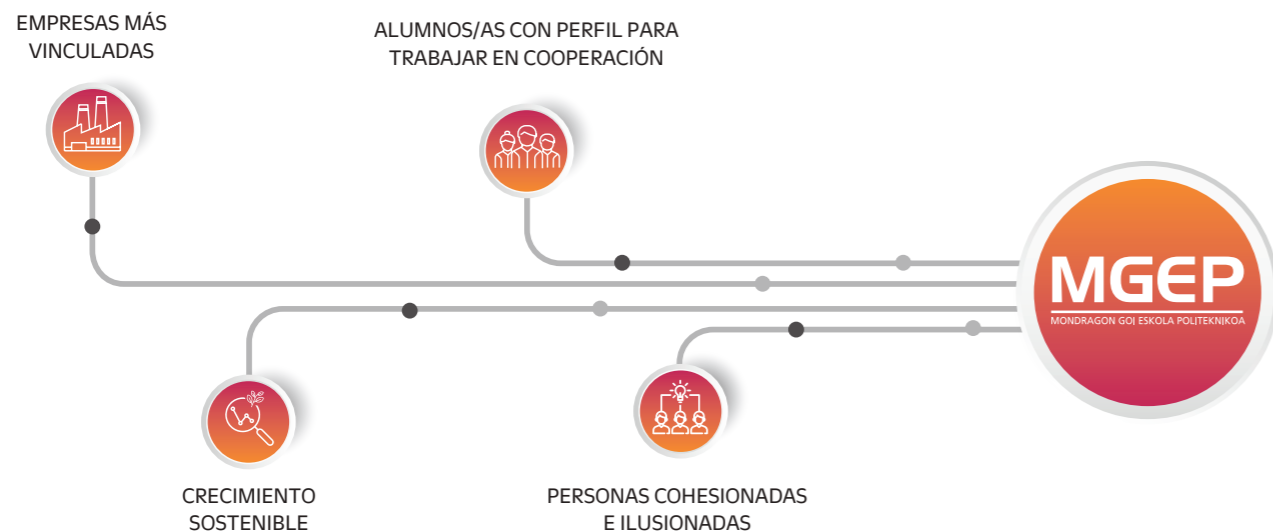 EMPRESAS MÁS
VINCULADAS
ALUMNOS/AS CON PERFIL PARA
TRABAJAR EN COOPERACIÓN
MGEP
MONDRAGON GOI ESKOLA POLITEKNIKOA
CRECIMIENTO
SOSTENIBLE
PERSONAS COHESIONADAS
E ILUSIONADAS